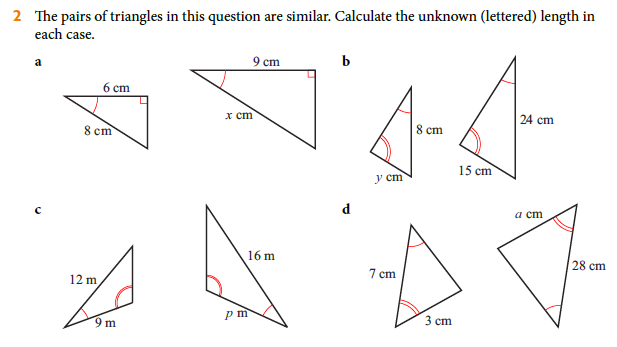 2 The pairs of triangles in this question are similar. Calculate the unknown (lettered) length in
each case.
a
6 cm
8 cm
9 cm
x cm
b
8 cm
y cm
24 cm
15 cm
c
12 m
9 m
16 m
p m
d
7 cm
3 cm
a cm
28 cm